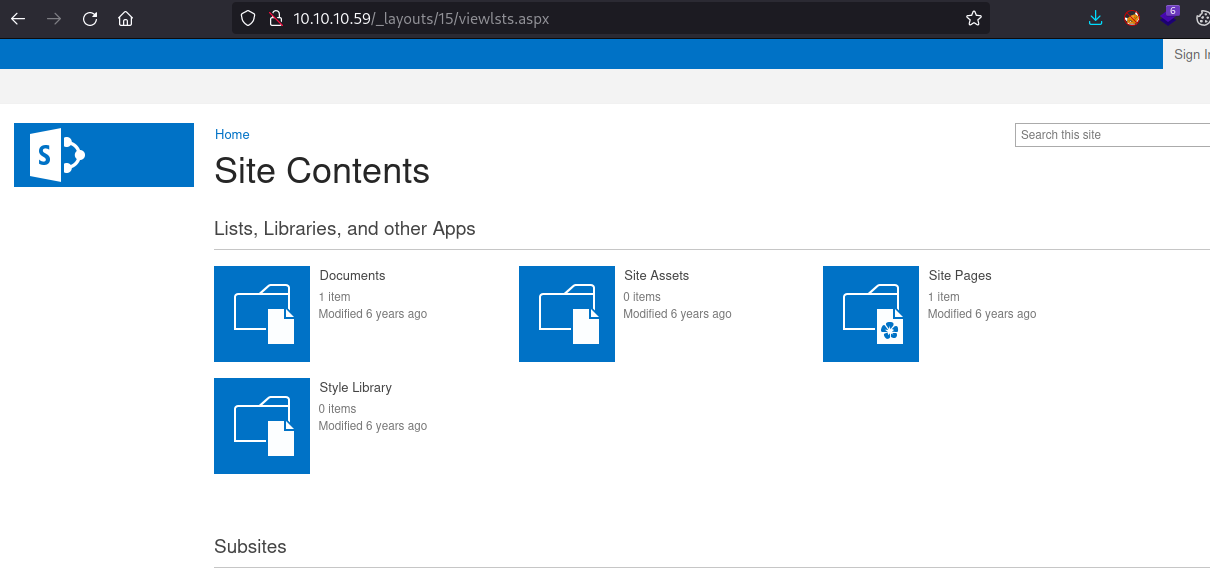 10.10.10.59/_layouts/15/viewlsts.aspx
6
Sign I
S
Home
Search this site
Site Contents
Lists, Libraries, and other Apps
Documents
1 item
Modified 6 years ago
Site Assets
0 items
Modified 6 years ago
Site Pages
1 item
Modified 6 years ago
Style Library
0 items
Modified 6 years ago
Subsites